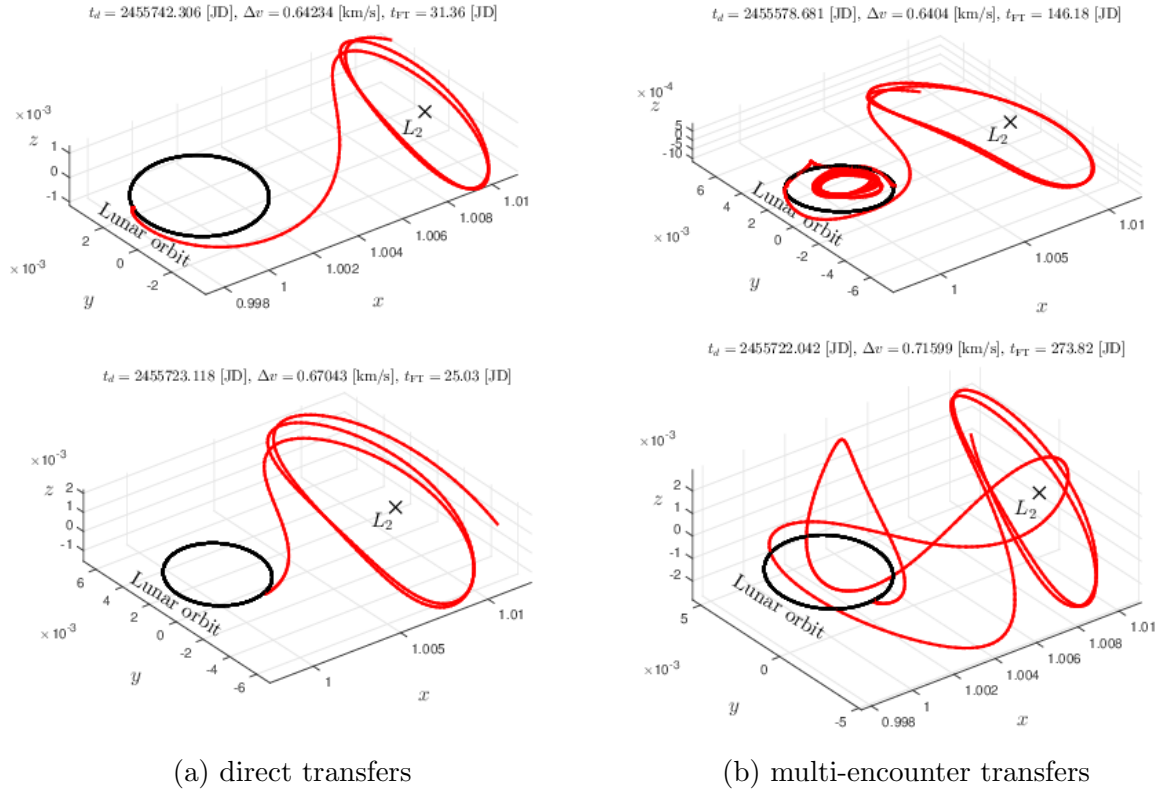 t_d = 2455742.306 [JD], Δv = 0.64234 [km/s], t_FT = 31.36 [JD]
×10⁻³
z
1
0
-1
L₂
Lunar orbit
×10⁻³
2
0
-2
y
0.998
1
1.002
1.004
1.006
1.008
1.01
x
t_d = 2455578.681 [JD], Δv = 0.6404 [km/s], t_FT = 146.18 [JD]
×10⁻⁴
z
5
0
-5
-10
L₂
Lunar orbit
×10⁻³
6
4
2
0
-2
-4
-6
y
1
1.005
1.01
x
t_d = 2455723.118 [JD], Δv = 0.67043 [km/s], t_FT = 25.03 [JD]
×10⁻³
z
2
1
0
-1
L₂
Lunar orbit
×10⁻³
6
4
2
0
-2
-4
-6
y
1
1.005
1.01
x
t_d = 2455722.042 [JD], Δv = 0.71599 [km/s], t_FT = 273.82 [JD]
×10⁻³
z
2
1
0
-1
-2
L₂
Lunar orbit
×10⁻³
5
0
-5
y
0.998
1
1.002
1.004
1.006
1.008
1.01
x
(a) direct transfers
(b) multi-encounter transfers